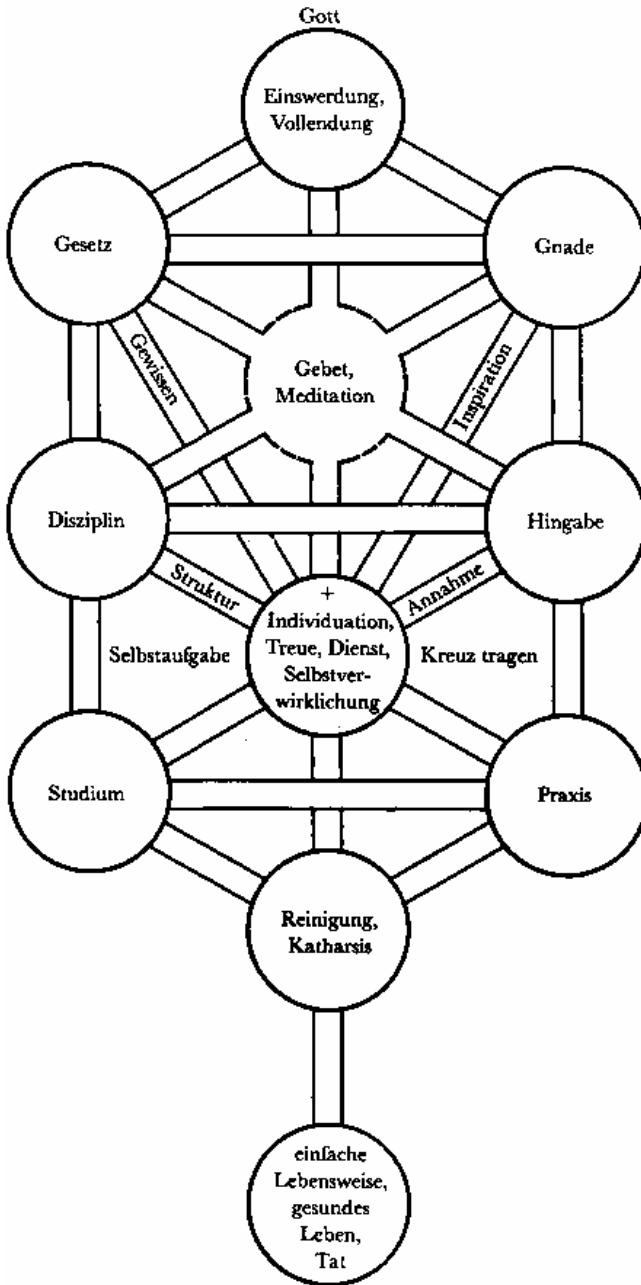 Gott
Einswerdung,
Vollendung
Gesetz
Gnade
Gewissen
Inspiration
Gebet,
Meditation
Disziplin
Hingabe
Struktur
Annahme
+
Individuation,
Treue, Dienst,
Selbstver-
wirklichung
Selbstaufgabe
Kreuz tragen
Studium
Praxis
Reinigung,
Katharsis
einfache
Lebensweise,
gesundes
Leben,
Tat